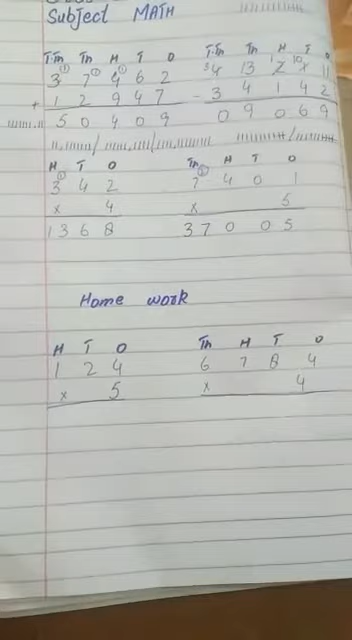 Subject MATH
T.Th Th H T O T.Th Th H T O
3 7 4 6 2 4 13 2 1 1
+ 1 2 9 4 7 - 3 4 1 4 2
5 0 4 0 9 0 9 0 6 9
H T O Th H T O
3 4 2 7 4 0 1
x 4 x 5
1 3 6 8 3 7 0 0 5
Home work
H T O Th H T O
1 2 4 6 7 8 4
x 5 x 4